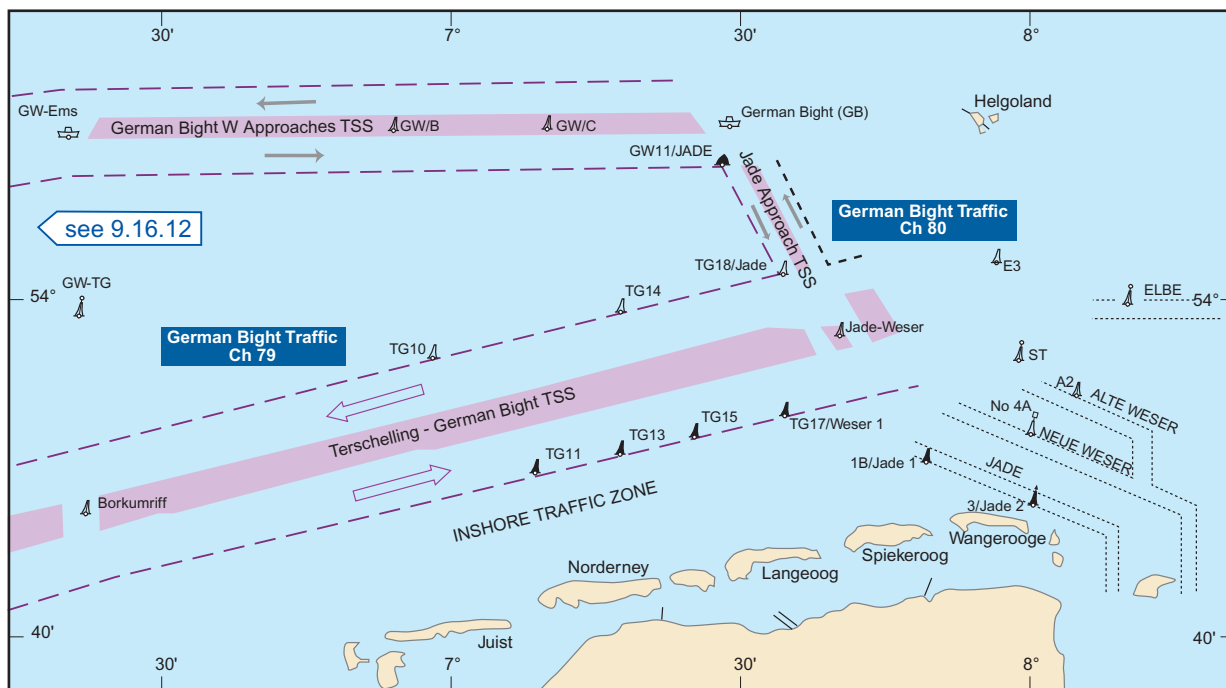 30'
7°
30'
8°
GW-Ems
German Bight W Approaches TSS
GW/B
GW/C
German Bight (GB)
Helgoland
GW11/JADE
Jade Approach TSS
German Bight Traffic
Ch 80
see 9.16.12
TG18/Jade
E3
GW-TG
54°
TG14
ELBE
54°
German Bight Traffic
Ch 79
TG10
Jade-Weser
ST
A2
ALTE WESER
Terschelling - German Bight TSS
TG15
TG17/Weser 1
No 4A
NEUE WESER
TG13
TG11
1B/Jade 1
JADE
Borkumriff
INSHORE TRAFFIC ZONE
3/Jade 2
Wangerooge
Spiekeroog
Norderney
Langeoog
40'
Juist
40'
30'
7°
30'
8°